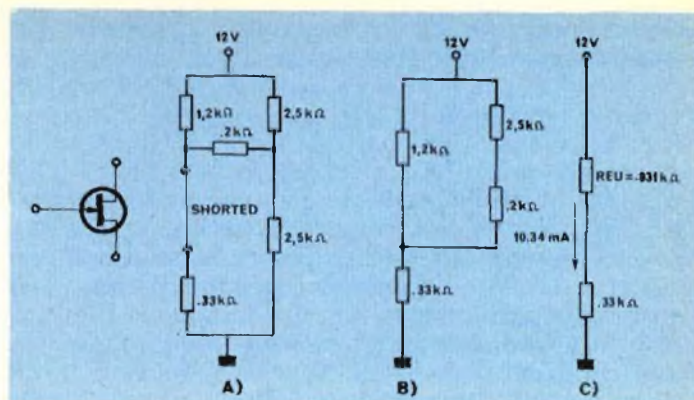 12V
1,2kΩ
2,5kΩ
.2kΩ
SHORTED
2,5kΩ
.33kΩ
A)
12V
1,2kΩ
2,5kΩ
.2kΩ
.33kΩ
B)
12V
REU=.831kΩ
10.34 mA
.33kΩ
C)